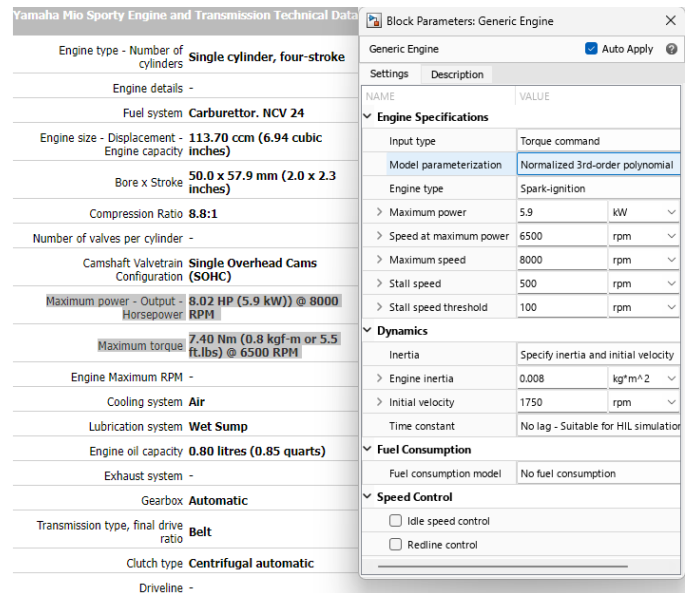 Yamaha Mio Sporty Engine and Transmission Technical Data
Engine type - Number of cylinders Single cylinder, four-stroke
Engine details -
Fuel system Carburettor. NCV 24
Engine size - Displacement - Engine capacity 113.70 ccm (6.94 cubic inches)
Bore x Stroke 50.0 x 57.9 mm (2.0 x 2.3 inches)
Compression Ratio 8.8:1
Number of valves per cylinder -
Camshaft Valvetrain Configuration Single Overhead Cams (SOHC)
Maximum power - Output - Horsepower 8.02 HP (5.9 kW)) @ 8000 RPM
Maximum torque 7.40 Nm (0.8 kgf-m or 5.5 ft.lbs) @ 6500 RPM
Engine Maximum RPM -
Cooling system Air
Lubrication system Wet Sump
Engine oil capacity 0.80 litres (0.85 quarts)
Exhaust system -
Gearbox Automatic
Transmission type, final drive ratio Belt
Clutch type Centrifugal automatic
Driveline -
Block Parameters: Generic Engine
Generic Engine Auto Apply
Settings Description
NAME VALUE
Engine Specifications
Input type Torque command
Model parameterization Normalized 3rd-order polynomial
Engine type Spark-ignition
Maximum power 5.9 kW
Speed at maximum power 6500 rpm
Maximum speed 8000 rpm
Stall speed 500 rpm
Stall speed threshold 100 rpm
Dynamics
Inertia Specify inertia and initial velocity
Engine inertia 0.008 kg*m^2
Initial velocity 1750 rpm
Time constant No lag - Suitable for HIL simulation
Fuel Consumption
Fuel consumption model No fuel consumption
Speed Control
Idle speed control
Redline control